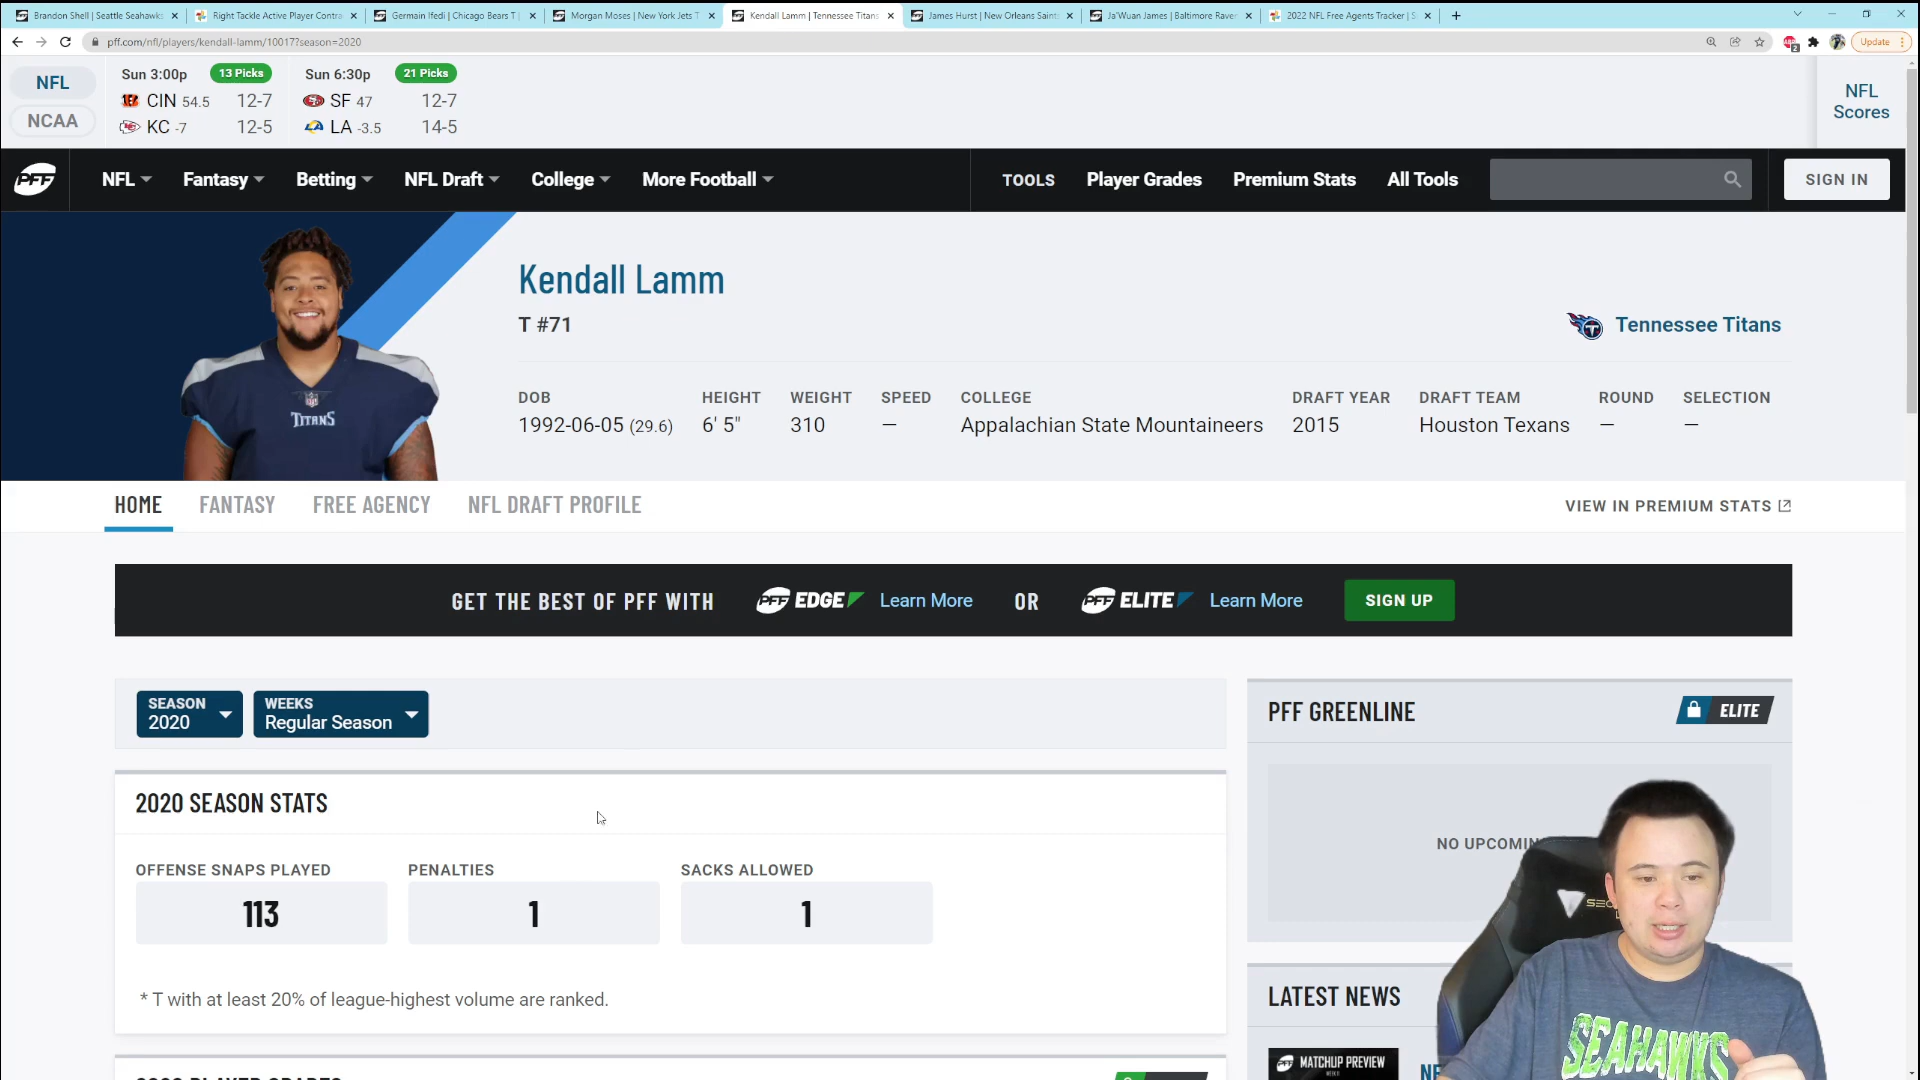 Brandon Shell | Seattle Seahawks
Right Tackle Active Player Contra
Germain Ifedi | Chicago Bears T |
Morgan Moses | New York Jets T
Kendall Lamm | Tennessee Titans
James Hurst | New Orleans Saints
Ja'Wuan James | Baltimore Raven
2022 NFL Free Agents Tracker | S
pff.com/nfl/players/kendall-lamm/10017?season=2020
Update
NFL
NCAA
Sun 3:00p 13 Picks
CIN 54.5 12-7
KC -7 12-5
Sun 6:30p 21 Picks
SF 47 12-7
LA -3.5 14-5
NFL
Scores
PFF
NFL
Fantasy
Betting
NFL Draft
College
More Football
TOOLS
Player Grades
Premium Stats
All Tools
SIGN IN
TITANS
Kendall Lamm
T #71
Tennessee Titans
DOB HEIGHT WEIGHT SPEED COLLEGE DRAFT YEAR DRAFT TEAM ROUND SELECTION
1992-06-05 (29.6) 6' 5" 310 — Appalachian State Mountaineers 2015 Houston Texans — —
HOME FANTASY FREE AGENCY NFL DRAFT PROFILE
VIEW IN PREMIUM STATS
GET THE BEST OF PFF WITH PFF EDGE Learn More OR PFF ELITE Learn More SIGN UP
SEASON
2020
WEEKS
Regular Season
PFF GREENLINE
ELITE
2020 SEASON STATS
NO UPCOMIN
OFFENSE SNAPS PLAYED PENALTIES SACKS ALLOWED
113 1 1
* T with at least 20% of league-highest volume are ranked.
LATEST NEWS
PFF MATCHUP PREVIEW
SEAHAWKS